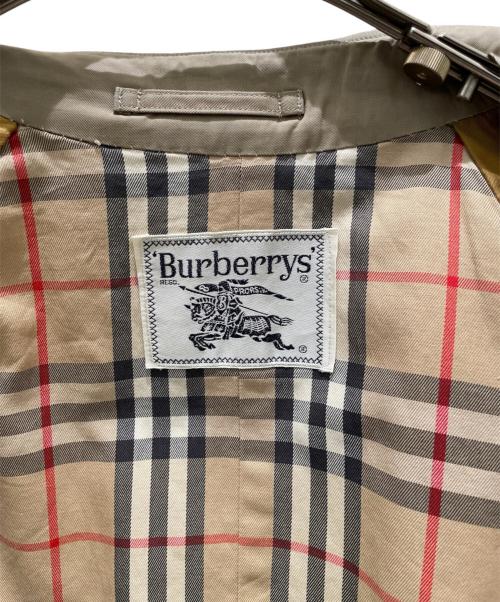 'Burberrys'
REGD. ®
PRORSUM
®